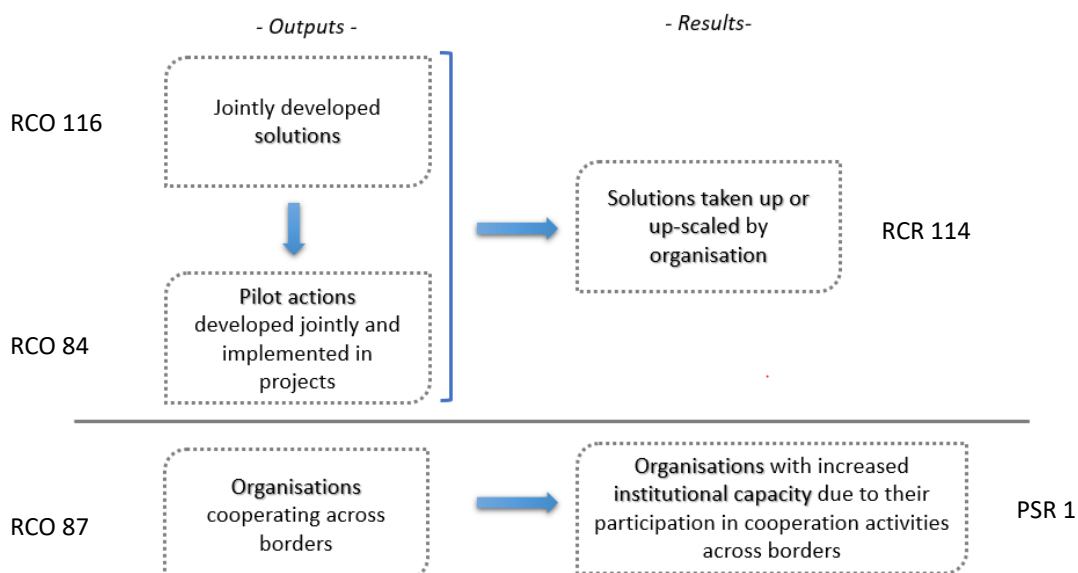 - Outputs -
- Results-
RCO 116
Jointly developed
solutions
Solutions taken up or
up-scaled by
organisation
RCR 114
RCO 84
Pilot actions
developed jointly and
implemented in
projects
RCO 87
Organisations
cooperating across
borders
Organisations with increased
institutional capacity due to their
participation in cooperation activities
across borders
PSR 1